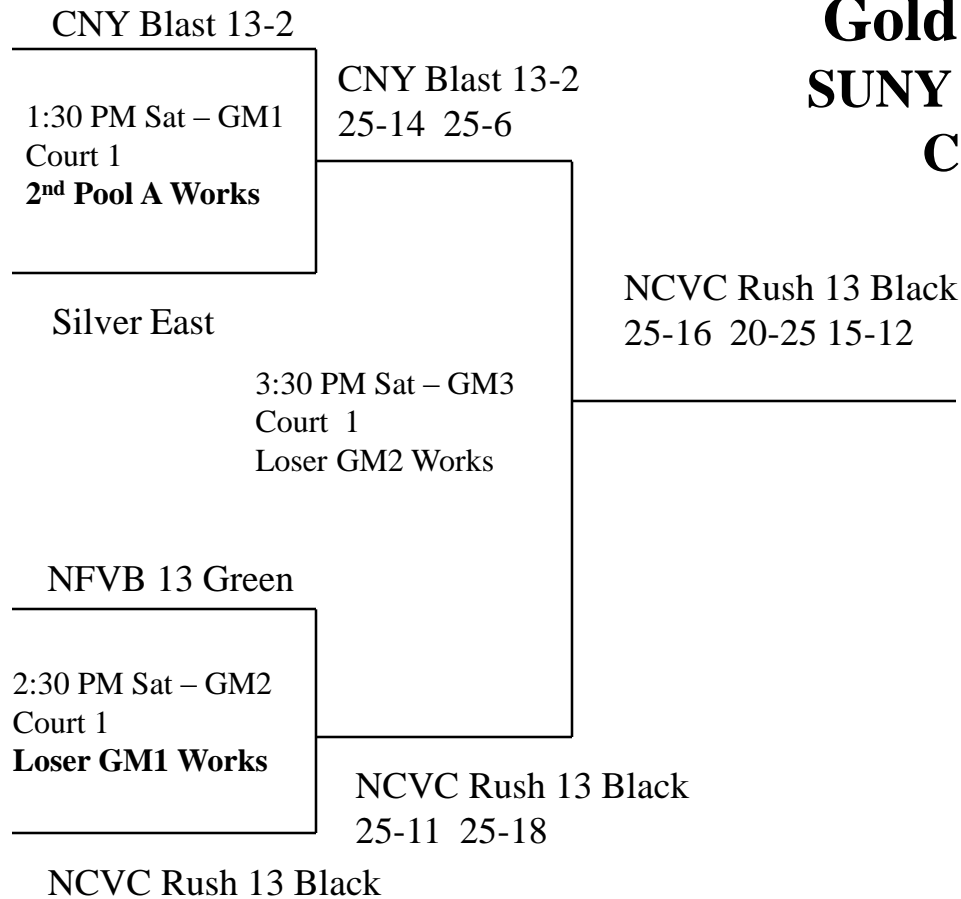 CNY Blast 13-2
Gold
SUNY
C
1:30 PM Sat – GM1
Court 1
2nd Pool A Works
CNY Blast 13-2
25-14 25-6
Silver East
NCVC Rush 13 Black
25-16 20-25 15-12
3:30 PM Sat – GM3
Court 1
Loser GM2 Works
NFVB 13 Green
2:30 PM Sat – GM2
Court 1
Loser GM1 Works
NCVC Rush 13 Black
25-11 25-18
NCVC Rush 13 Black